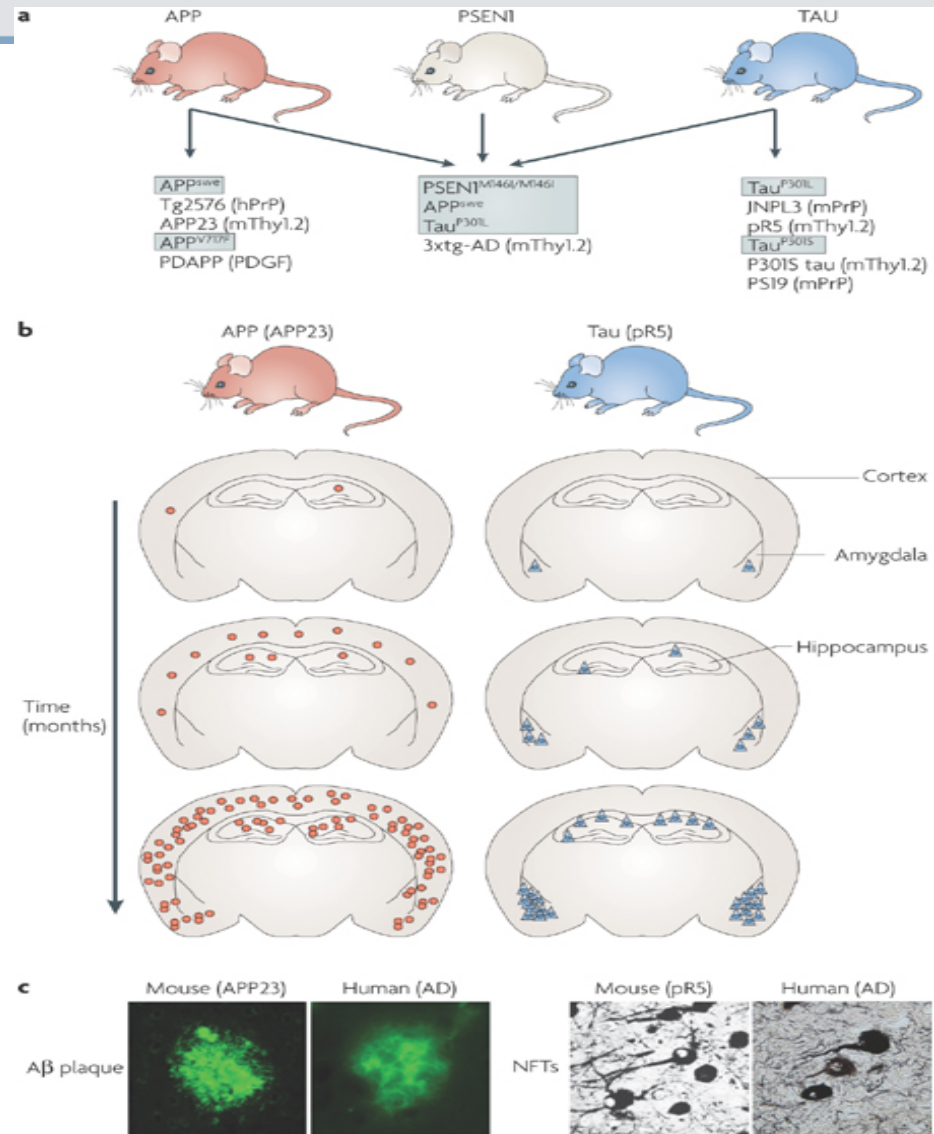 a
APP
PSEN1
TAU
APPswe
Tg2576 (hPrP)
APP23 (mThy1.2)
APPV717F
PDAPP (PDGF)
PSEN1M146I/M146I
APPswe
TauP301L
3xtg-AD (mThy1.2)
TauP301L
JNPL3 (mPrP)
pR5 (mThy1.2)
TauP301S
P301S tau (mThy1.2)
PS19 (mPrP)
b
APP (APP23)
Tau (pR5)
Cortex
Amygdala
Hippocampus
Time
(months)
c
Mouse (APP23)
Human (AD)
Mouse (pR5)
Human (AD)
Aβ plaque
NFTs